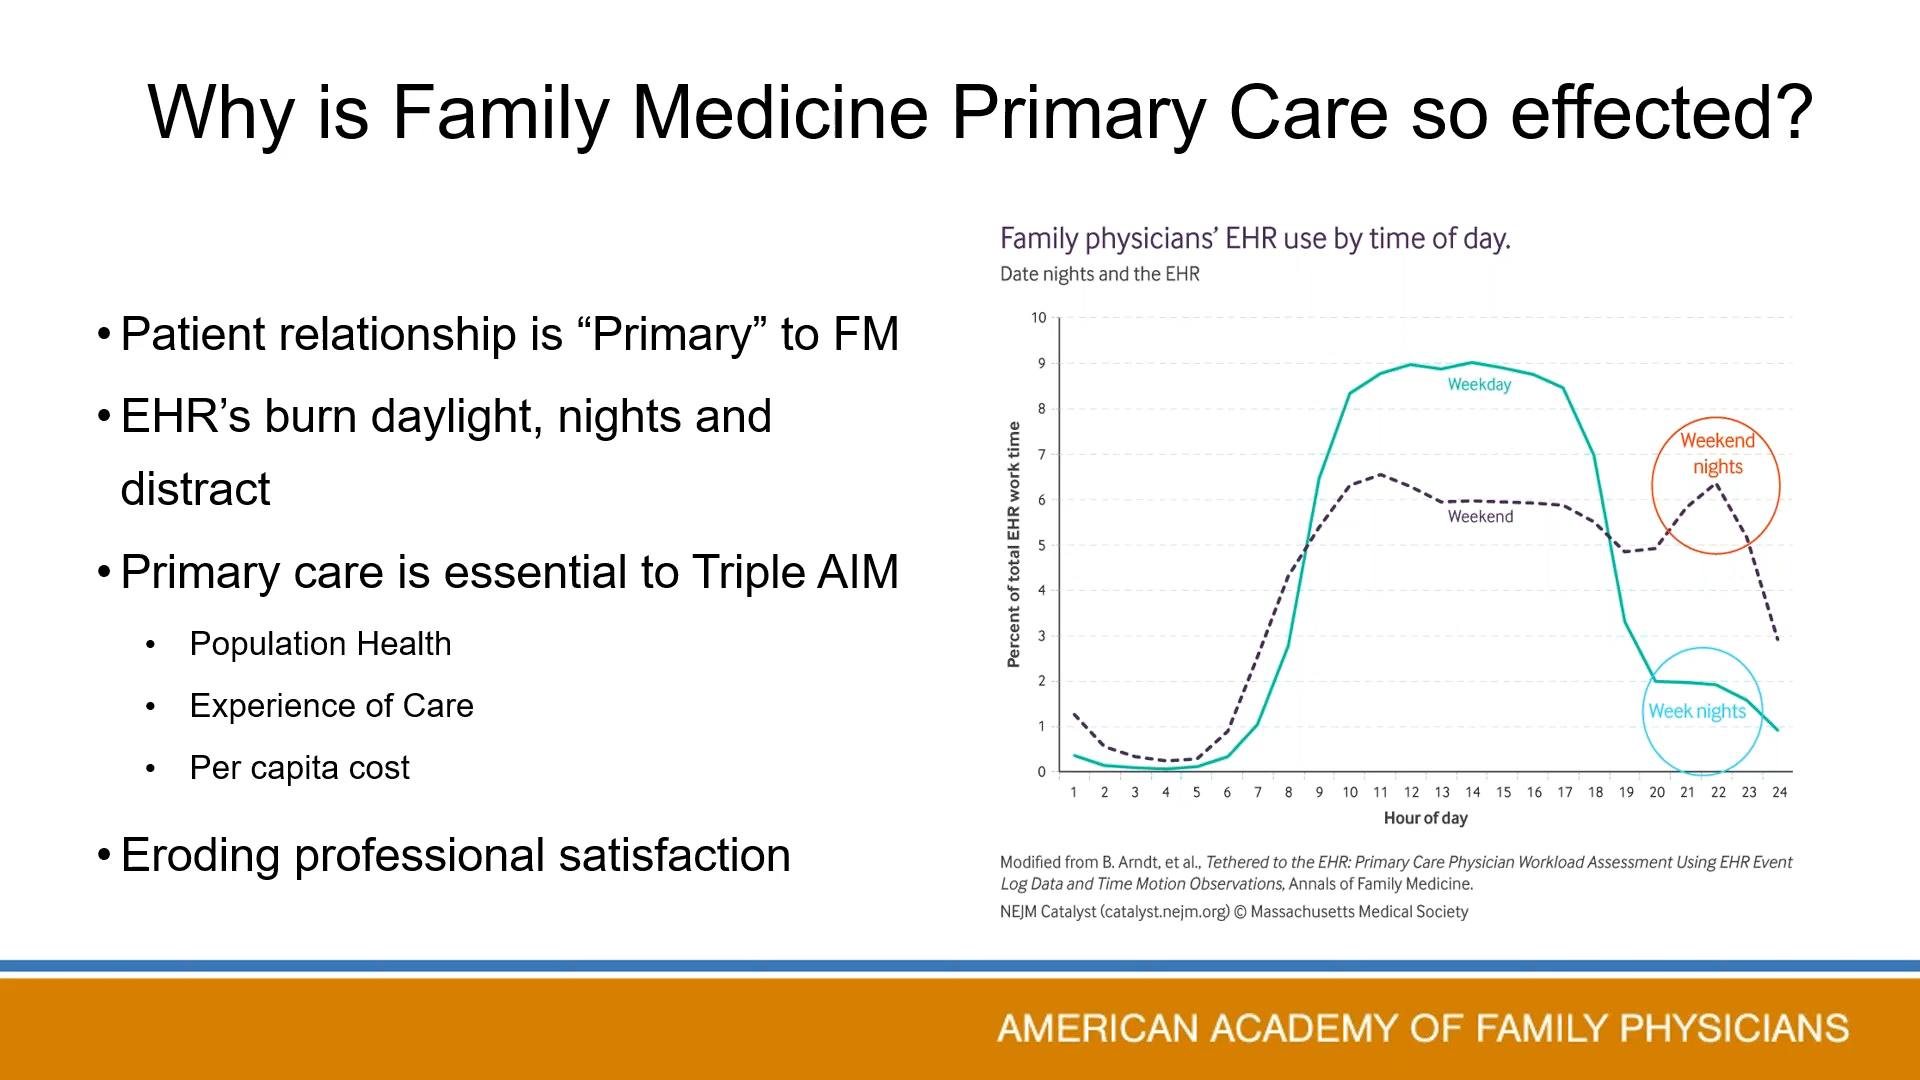 Why is Family Medicine Primary Care so effected?
• Patient relationship is “Primary” to FM
• EHR’s burn daylight, nights and
distract
• Primary care is essential to Triple AIM
• Population Health
• Experience of Care
• Per capita cost
• Eroding professional satisfaction
Family physicians’ EHR use by time of day.
Date nights and the EHR
Percent of total EHR work time
10
9
8
7
6
5
4
3
2
1
0
Weekday
Weekend
Weekend
nights
Week nights
1 2 3 4 5 6 7 8 9 10 11 12 13 14 15 16 17 18 19 20 21 22 23 24
Hour of day
Modified from B. Arndt, et al., Tethered to the EHR: Primary Care Physician Workload Assessment Using EHR Event
Log Data and Time Motion Observations, Annals of Family Medicine.
NEJM Catalyst (catalyst.nejm.org) © Massachusetts Medical Society
AMERICAN ACADEMY OF FAMILY PHYSICIANS